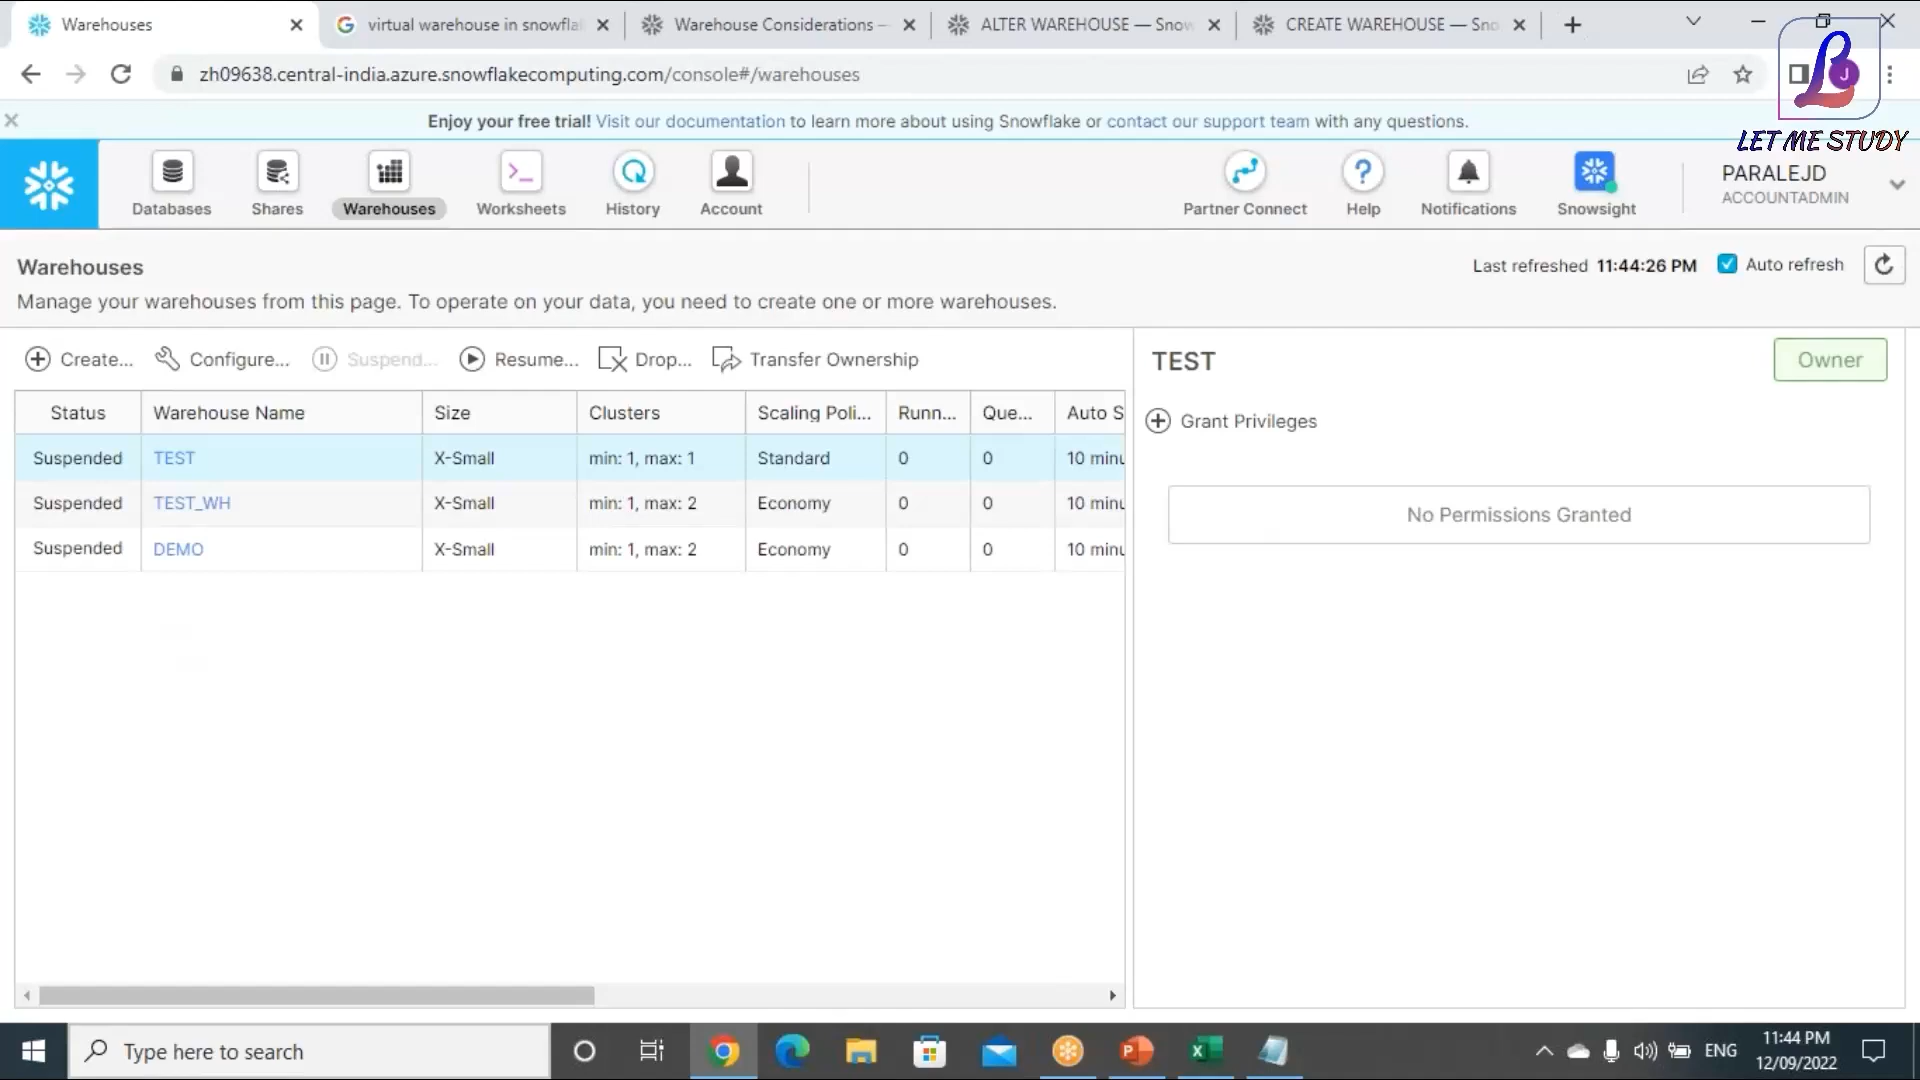 Warehouses
virtual warehouse in snowfla
Warehouse Considerations —
ALTER WAREHOUSE — Snow
CREATE WAREHOUSE — Sno
zh09638.central-india.azure.snowflakecomputing.com/console#/warehouses
J
LET ME STUDY
Enjoy your free trial! Visit our documentation to learn more about using Snowflake or contact our support team with any questions.
Databases
Shares
Warehouses
Worksheets
History
Account
Partner Connect
Help
Notifications
Snowsight
PARALEJD
ACCOUNTADMIN
Warehouses
Last refreshed 11:44:26 PM
Auto refresh
Manage your warehouses from this page. To operate on your data, you need to create one or more warehouses.
Create...
Configure...
Suspend...
Resume...
Drop...
Transfer Ownership
Status Warehouse Name Size Clusters Scaling Poli... Runn... Que... Auto S
Suspended TEST X-Small min: 1, max: 1 Standard 0 0 10 minu
Suspended TEST_WH X-Small min: 1, max: 2 Economy 0 0 10 minu
Suspended DEMO X-Small min: 1, max: 2 Economy 0 0 10 minu
TEST
Owner
Grant Privileges
No Permissions Granted
Type here to search
ENG
11:44 PM
12/09/2022